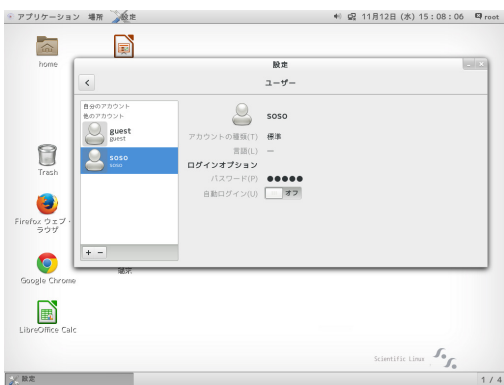 アプリケーション 場所 設定
11月12日 (水) 15:08:06 root
home
設定
ユーザー
自分のアカウント
他のアカウント
guest
guest
soso
soso
soso
アカウントの種類(T) 標準
言語(L) —
ログインオプション
パスワード(P) ●●●●●
自動ログイン(U) オフ
+ −
Trash
Firefox ウェブ・
ラウザ
Google Chrome
端末
LibreOffice Calc
Scientific Linux
設定
1 / 4